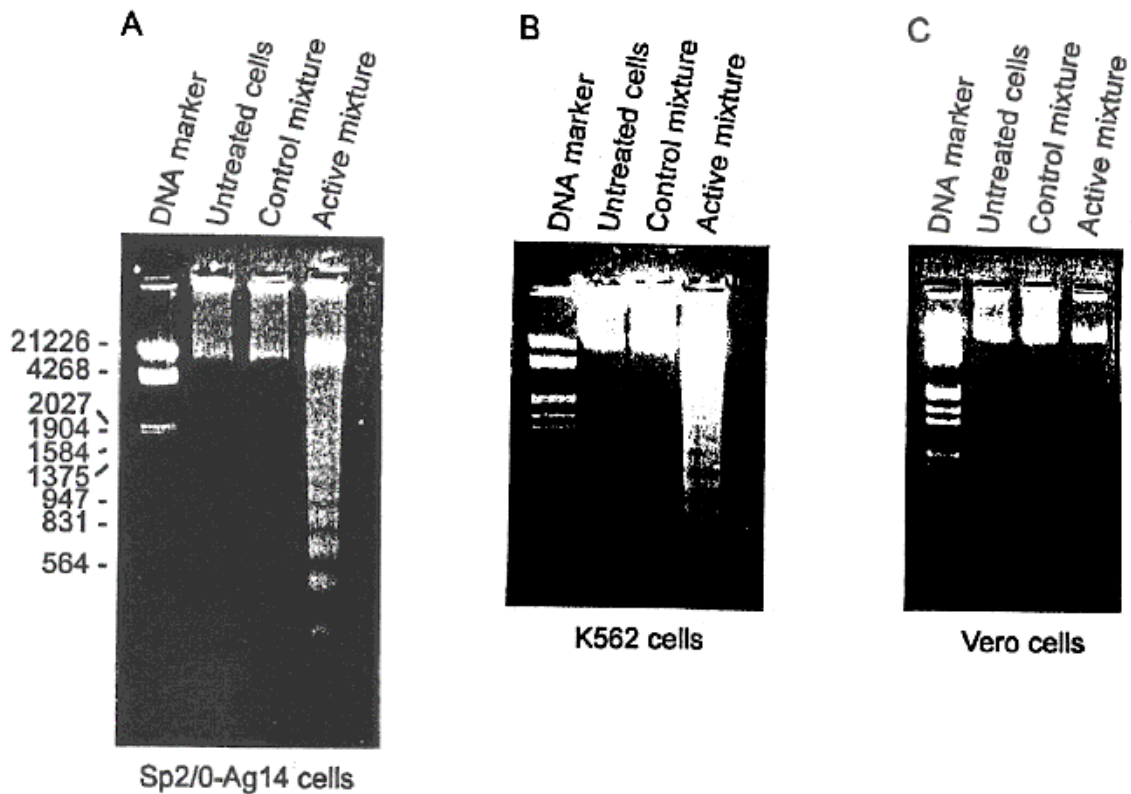 A
DNA marker
Untreated cells
Control mixture
Active mixture
21226 -
4268 -
2027
1904 -
1584 -
1375
947 -
831 -
564 -
Sp2/0-Ag14 cells
B
DNA marker
Untreated cells
Control mixture
Active mixture
K562 cells
C
DNA marker
Untreated cells
Control mixture
Active mixture
Vero cells